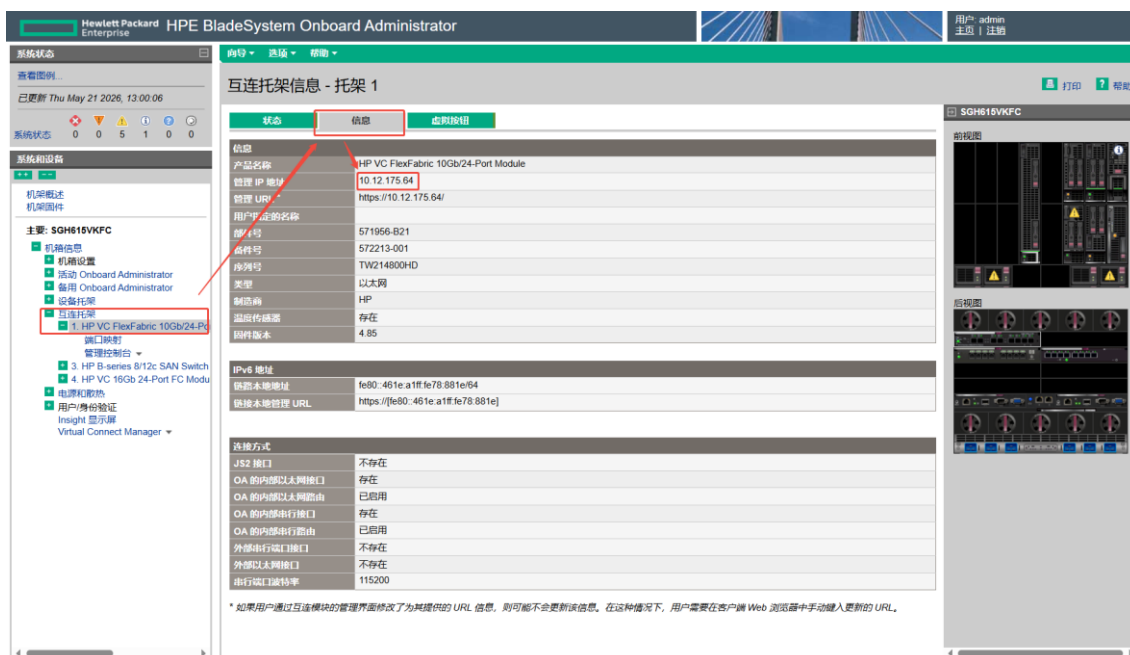 Hewlett Packard
Enterprise
HPE BladeSystem Onboard Administrator
用户: admin
主页 | 注销
系统状态
向导
选项
帮助
查看图例...
已更新 Thu May 21 2026, 13:00:06
系统状态 0 0 5 1 0 0
系统和设备
机架概述
机架固件
主要: SGH615VKFC
机箱信息
机箱设置
活动 Onboard Administrator
备用 Onboard Administrator
设备托架
互连托架
1. HP VC FlexFabric 10Gb/24-Po
端口映射
管理控制台
3. HP B-series 8/12c SAN Switch
4. HP VC 16Gb 24-Port FC Modu
电源和散热
用户/身份验证
Insight 显示屏
Virtual Connect Manager
互连托架信息 - 托架 1
打印
帮助
状态
信息
虚拟按钮
信息
产品名称 HP VC FlexFabric 10Gb/24-Port Module
管理 IP 地址 10.12.175.64
管理 URL* https://10.12.175.64/
用户指定的名称
部件号 571956-B21
备件号 572213-001
序列号 TW214800HD
类型 以太网
制造商 HP
温度传感器 存在
固件版本 4.85
IPv6 地址
链路本地地址 fe80::461e:a1ff:fe78:881e/64
链接本地管理 URL https://[fe80::461e:a1ff:fe78:881e]
连接方式
JS2 接口 不存在
OA 的内部以太网接口 存在
OA 的内部以太网路由 已启用
OA 的内部串行接口 存在
OA 的内部串行路由 已启用
外部串行端口接口 不存在
外部以太网接口 不存在
串行端口波特率 115200
* 如果用户通过互连模块的管理界面修改了为其提供的 URL 信息，则可能不会更新该信息。在这种情况下，用户需要在客户端 Web 浏览器中手动键入更新的 URL。
SGH615VKFC
前视图
后视图